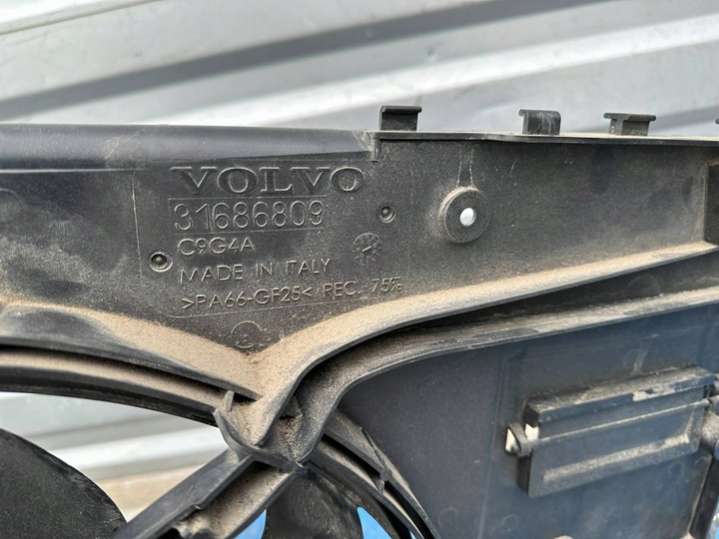 VOLVO
31686809
C9G4A
MADE IN ITALY
>PA66-GF25< REC. 75%